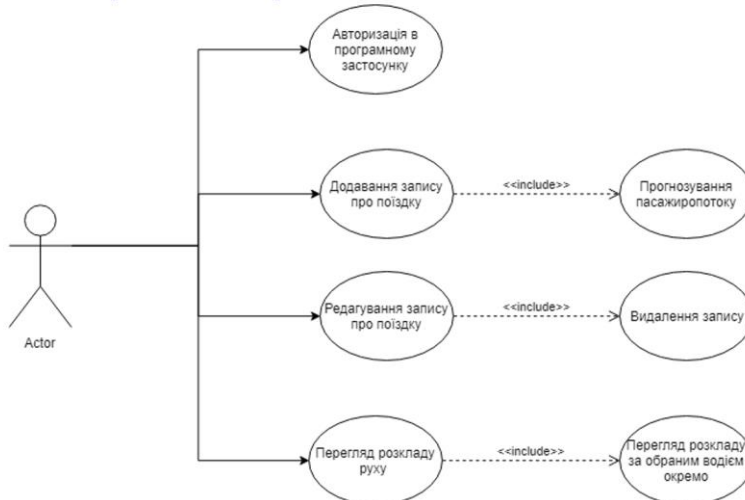 Авторизація в
програмному
застосунку
Додавання запису
про поїздку
<<include>>
Прогнозування
пасажиропотоку
Actor
Редагування запису
про поїздку
<<include>>
Видалення запису
Перегляд розкладу
руху
<<include>>
Перегляд розкладу
за обраним водієм
окремо